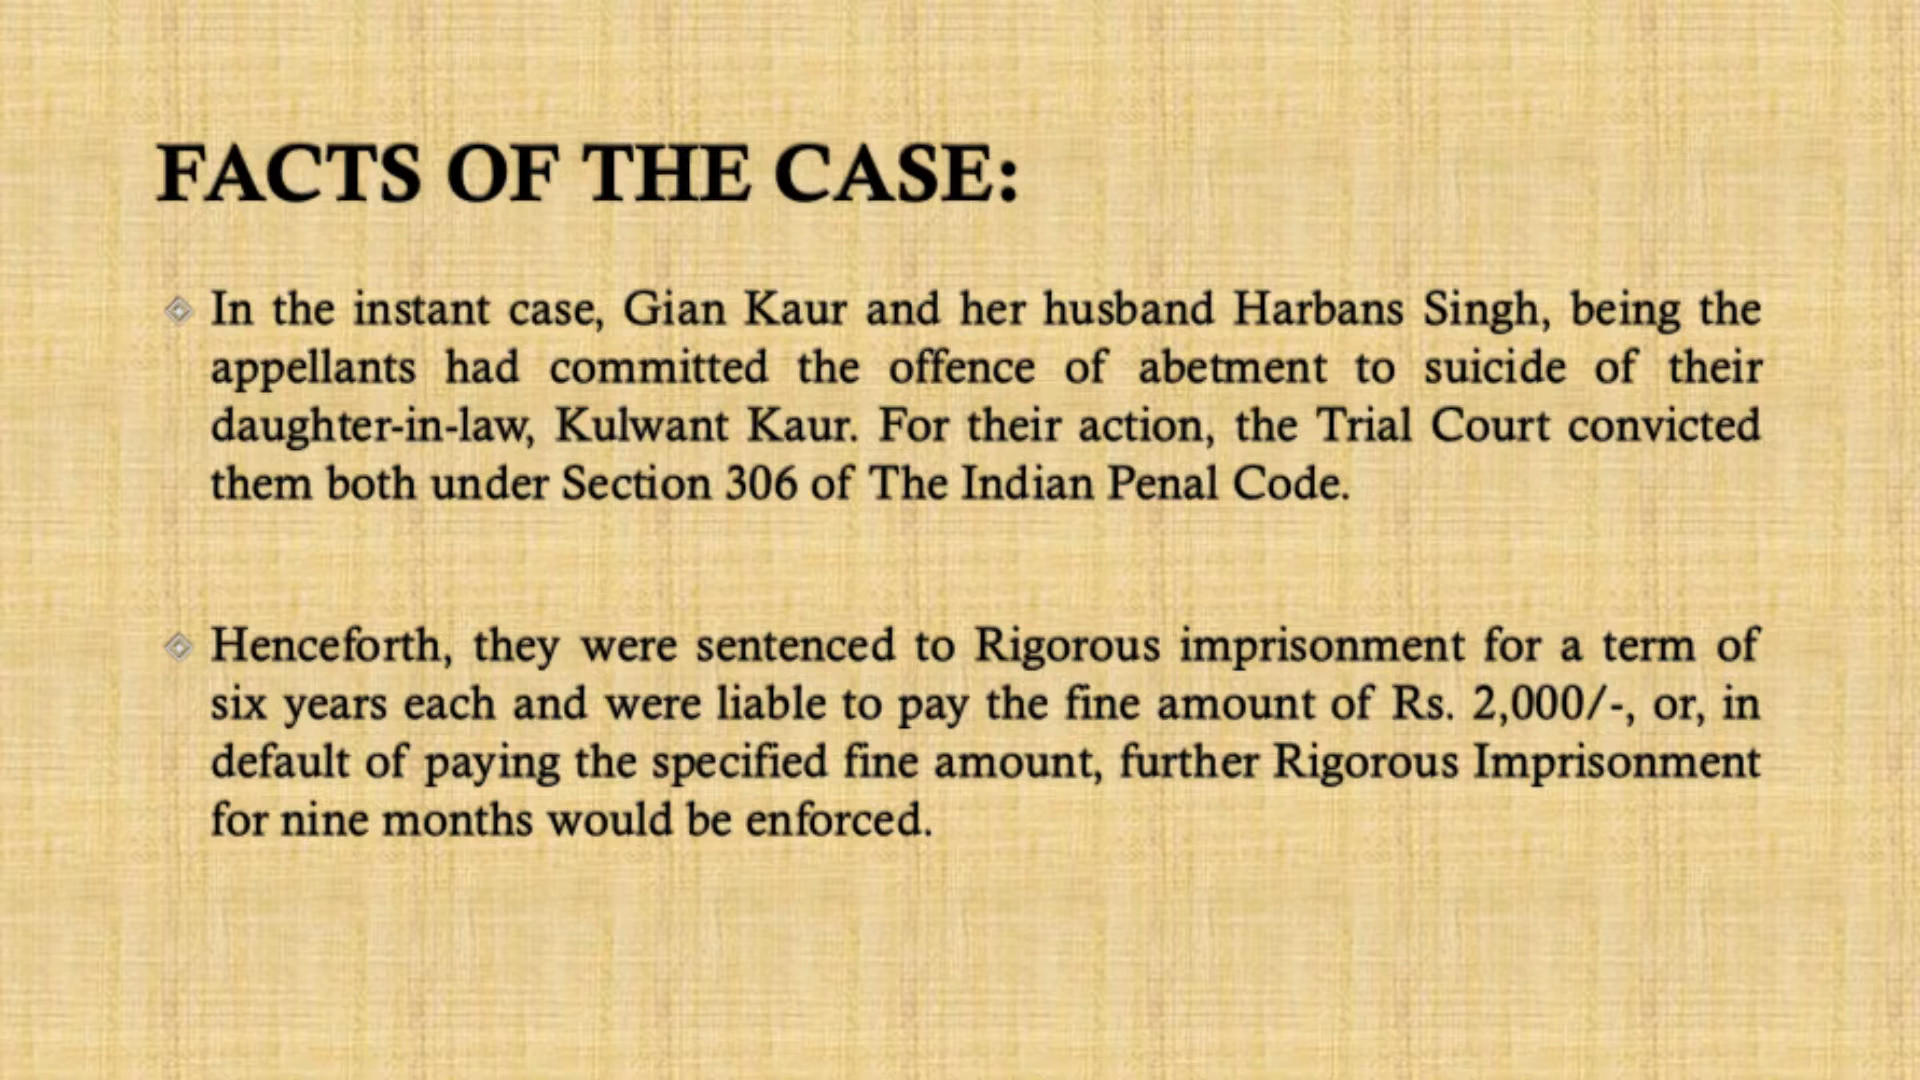 FACTS OF THE CASE:
In the instant case, Gian Kaur and her husband Harbans Singh, being the
appellants had committed the offence of abetment to suicide of their
daughter-in-law, Kulwant Kaur. For their action, the Trial Court convicted
them both under Section 306 of The Indian Penal Code.
Henceforth, they were sentenced to Rigorous imprisonment for a term of
six years each and were liable to pay the fine amount of Rs. 2,000/-, or, in
default of paying the specified fine amount, further Rigorous Imprisonment
for nine months would be enforced.